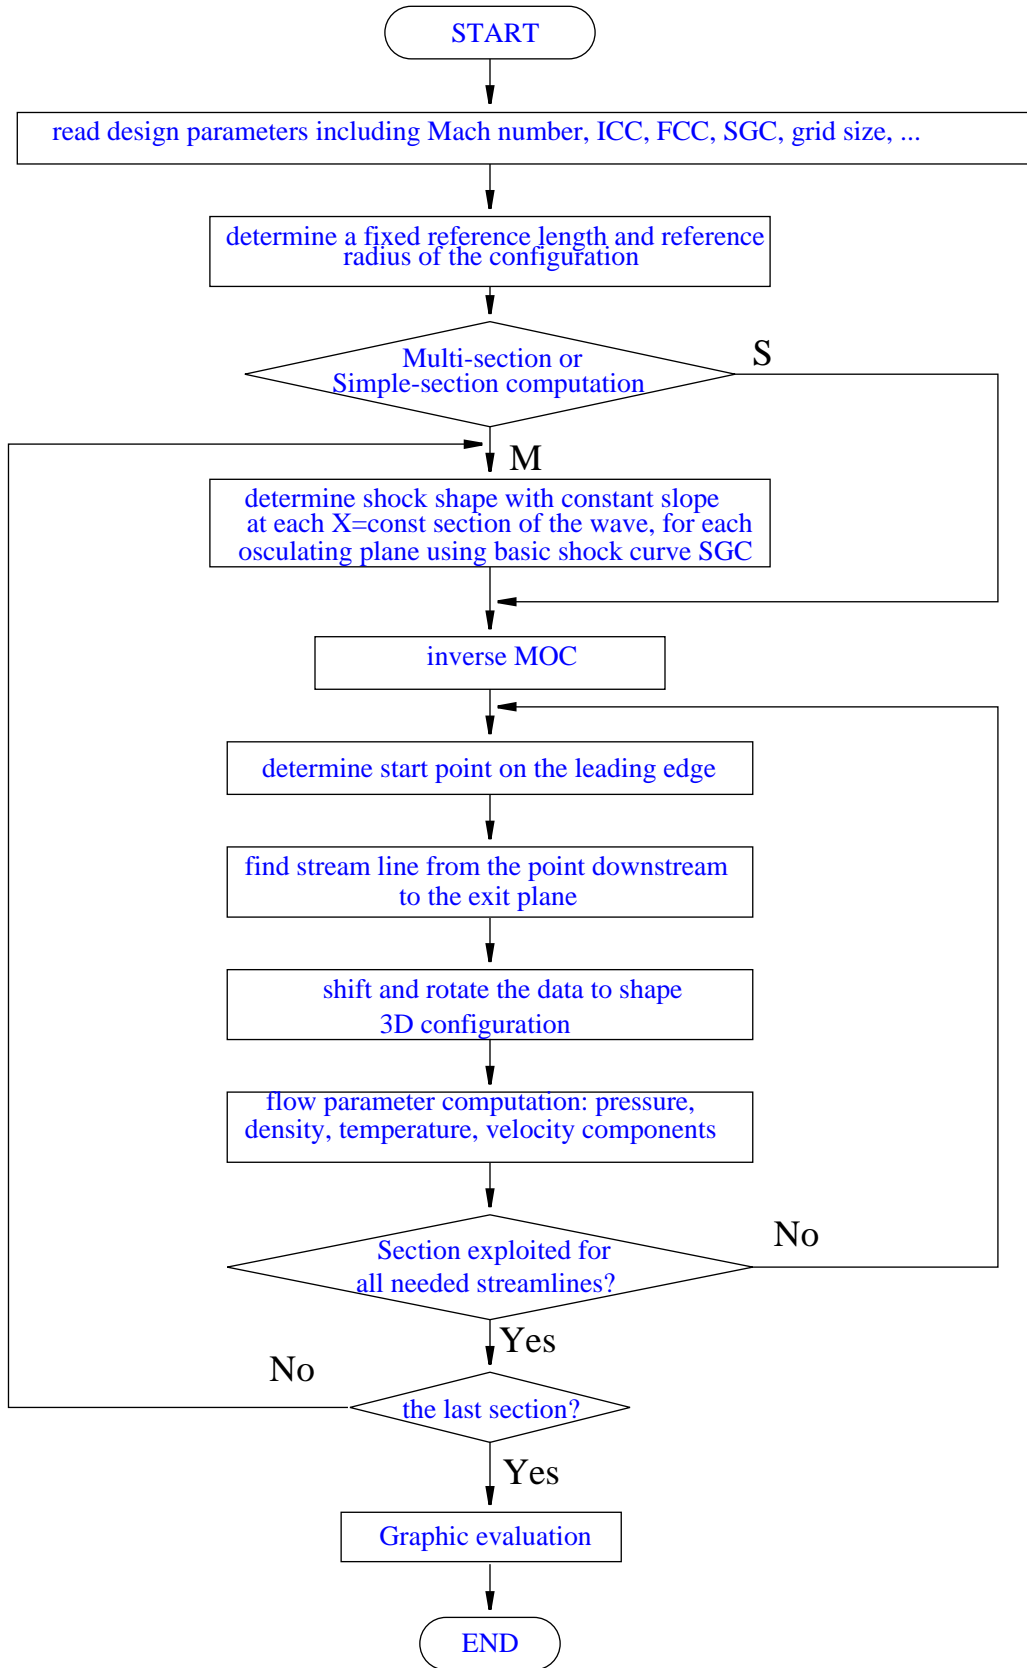 START
read design parameters including Mach number, ICC, FCC, SGC, grid size, ...
determine a fixed reference length and reference
radius of the configuration
Multi-section or
Simple-section computation
S
M
determine shock shape with constant slope
at each X=const section of the wave, for each
osculating plane using basic shock curve SGC
inverse MOC
determine start point on the leading edge
find stream line from the point downstream
to the exit plane
shift and rotate the data to shape
3D configuration
flow parameter computation: pressure,
density, temperature, velocity components
Section exploited for
all needed streamlines?
No
Yes
No
the last section?
Yes
Graphic evaluation
END